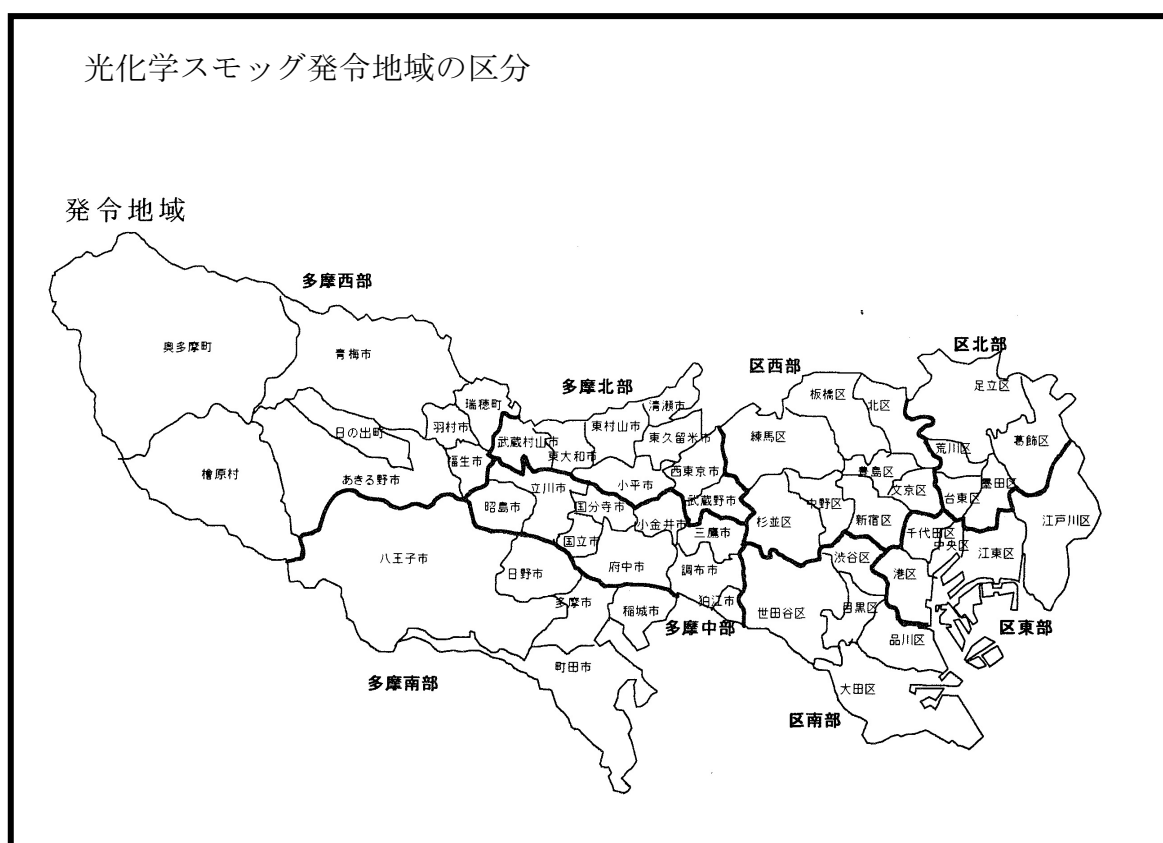 光化学スモッグ発令地域の区分
発令地域
多摩西部
奥多摩町
青梅市
瑞穂町
羽村市
日の出町
福生市
檜原村
あきる野市
多摩北部
清瀬市
東村山市
武蔵村山市
東大和市
東久留米市
小平市
西東京市
武蔵野市
立川市
昭島市
国分寺市
小金井市
国立市
三鷹市
府中市
調布市
狛江市
多摩中部
八王子市
日野市
多摩市
稲城市
町田市
多摩南部
区西部
板橋区
北区
練馬区
豊島区
文京区
中野区
杉並区
新宿区
区北部
足立区
葛飾区
荒川区
墨田区
台東区
江戸川区
千代田区
中央区
江東区
港区
区東部
渋谷区
世田谷区
目黒区
品川区
大田区
区南部